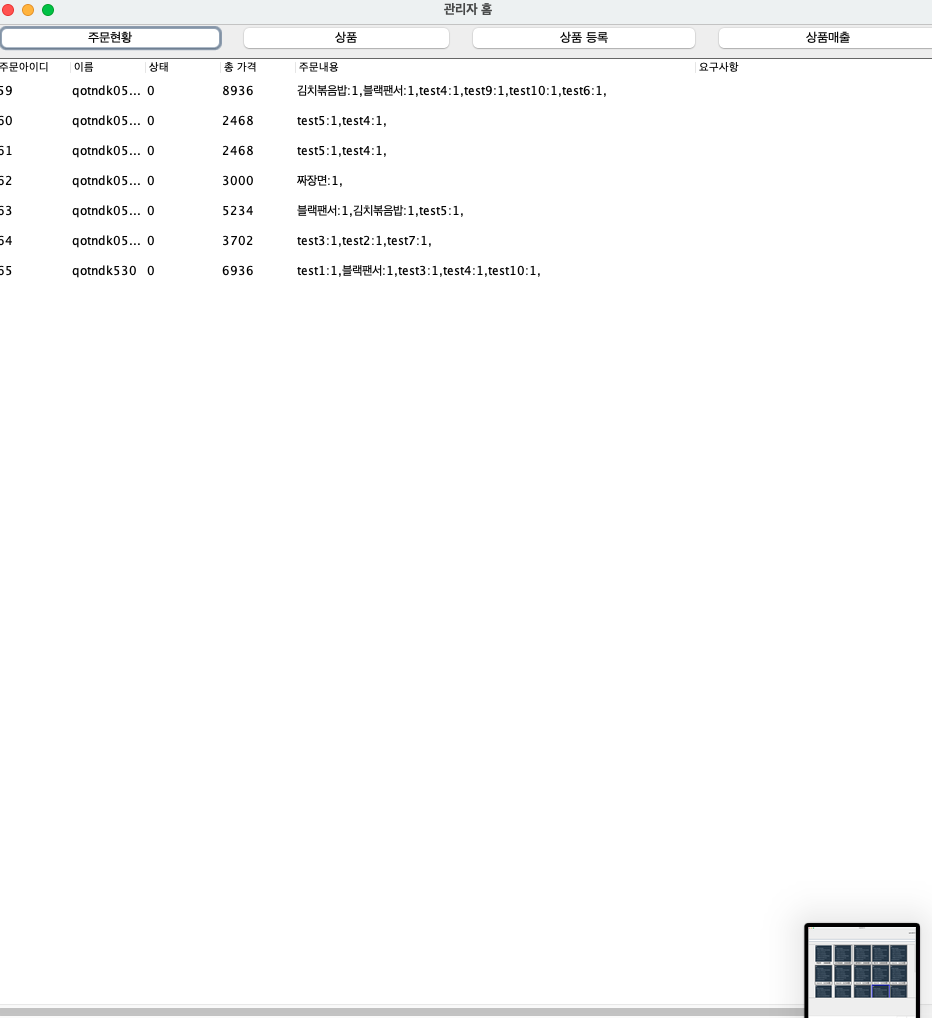 관리자 홈
주문현황 상품 상품 등록 상품매출
주문아이디 이름 상태 총 가격 주문내용 요구사항
59 qotndk05... 0 8936 김치볶음밥:1,블랙팬서:1,test4:1,test9:1,test10:1,test6:1,
60 qotndk05... 0 2468 test5:1,test4:1,
61 qotndk05... 0 2468 test5:1,test4:1,
62 qotndk05... 0 3000 짜장면:1,
63 qotndk05... 0 5234 블랙팬서:1,김치볶음밥:1,test5:1,
64 qotndk05... 0 3702 test3:1,test2:1,test7:1,
65 qotndk530 0 6936 test1:1,블랙팬서:1,test3:1,test4:1,test10:1,